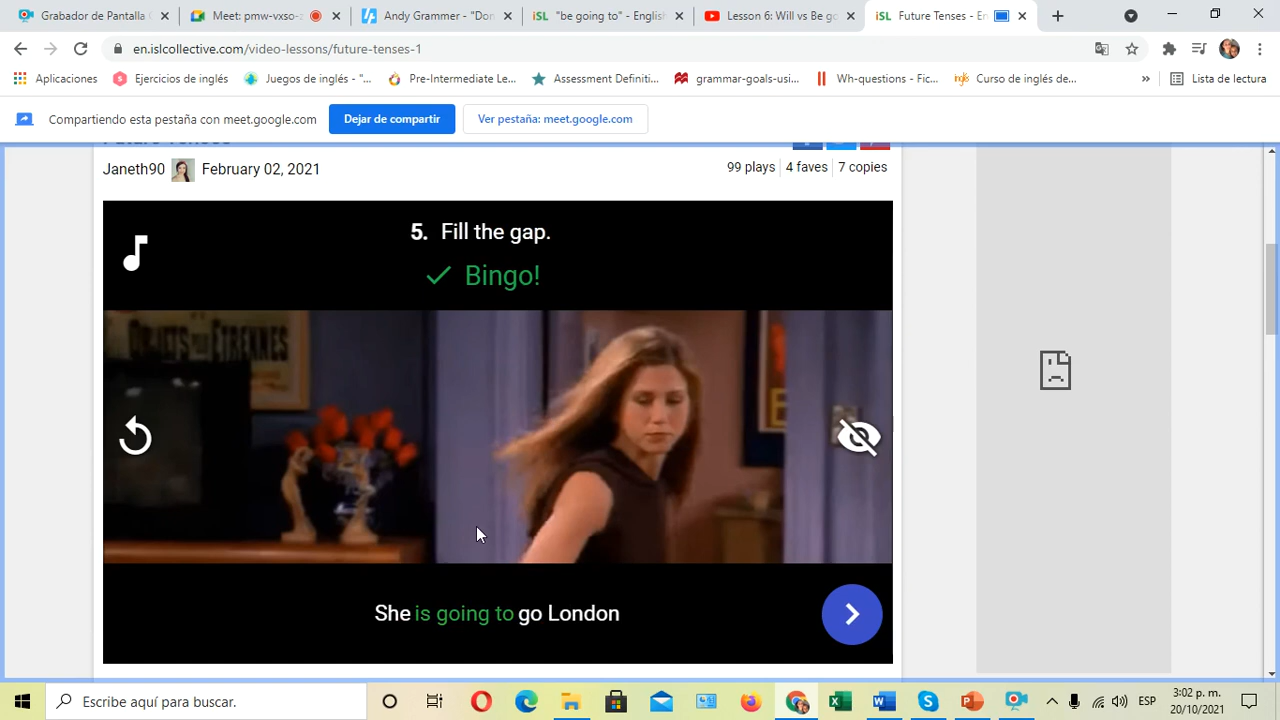 Grabador de Pantalla G
Meet: pmw-vxso
Andy Grammer - "Don
iSL "be going to" - English
Lesson 6: Will vs Be go
iSL Future Tenses - En
en.islcollective.com/video-lessons/future-tenses-1
Aplicaciones
Ejercicios de inglés
Juegos de inglés - "...
Pre-Intermediate Le...
Assessment Definiti...
grammar-goals-usi...
Wh-questions - Fic...
Curso de inglés de...
»
Lista de lectura
Compartiendo esta pestaña con meet.google.com
Dejar de compartir
Ver pestaña: meet.google.com
Future Tenses
Janeth90 February 02, 2021
99 plays 4 faves 7 copies
5. Fill the gap.
Bingo!
She is going to go London
Escribe aquí para buscar.
ESP
3:02 p. m.
20/10/2021